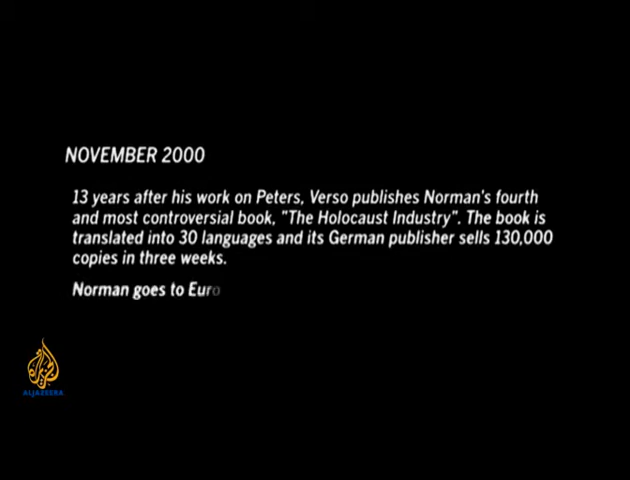 NOVEMBER 2000
13 years after his work on Peters, Verso publishes Norman's fourth
and most controversial book, "The Holocaust Industry". The book is
translated into 30 languages and its German publisher sells 130,000
copies in three weeks.
Norman goes to Euro
ALJAZEERA